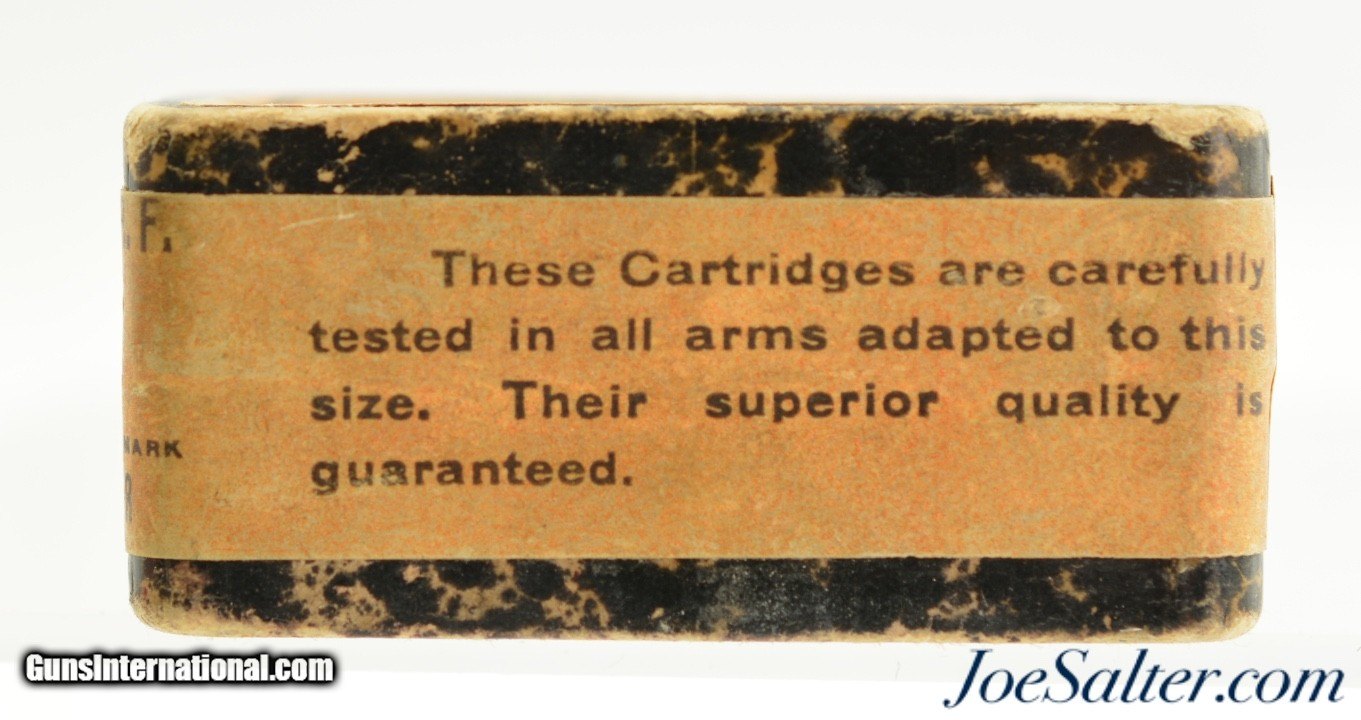 .F.
These Cartridges are carefully
tested in all arms adapted to this
size. Their superior quality is
guaranteed.
MARK
R
GunsInternational.com
JoeSalter.com